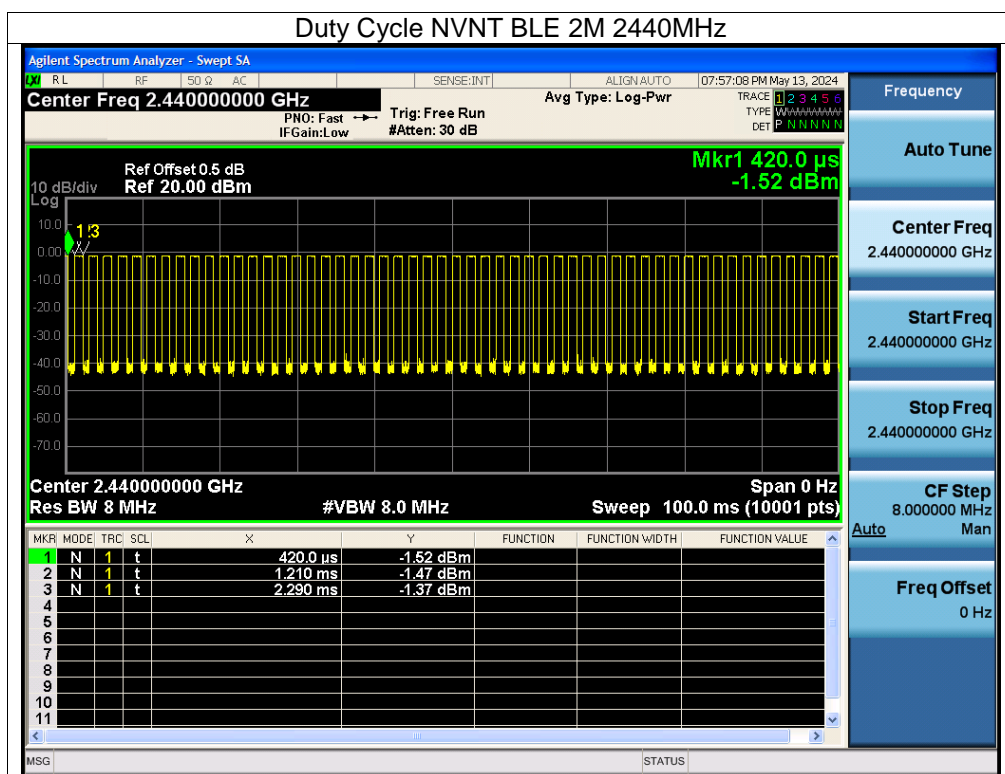 Duty Cycle NVNT BLE 2M 2440MHz
Agilent Spectrum Analyzer - Swept SA
LXI RL RF 50 Ω AC SENSE:INT ALIGN AUTO 07:57:08 PM May 13, 2024
Center Freq 2.440000000 GHz
PNO: Fast
IFGain:Low
Trig: Free Run
#Atten: 30 dB
Avg Type: Log-Pwr
TRACE 1 2 3 4 5 6
TYPE WWWWWW
DET P N N N N N
Ref Offset 0.5 dB
10 dB/div Ref 20.00 dBm
Log
Mkr1 420.0 µs
-1.52 dBm
10.0
0.00
-10.0
-20.0
-30.0
-40.0
-50.0
-60.0
-70.0
1 3
Center 2.440000000 GHz Span 0 Hz
Res BW 8 MHz #VBW 8.0 MHz Sweep 100.0 ms (10001 pts)
MKR MODE TRC SCL X Y FUNCTION FUNCTION WIDTH FUNCTION VALUE
1 N 1 t 420.0 µs -1.52 dBm
2 N 1 t 1.210 ms -1.47 dBm
3 N 1 t 2.290 ms -1.37 dBm
4
5
6
7
8
9
10
11
MSG STATUS
Frequency
Auto Tune
Center Freq
2.440000000 GHz
Start Freq
2.440000000 GHz
Stop Freq
2.440000000 GHz
CF Step
8.000000 MHz
Auto Man
Freq Offset
0 Hz